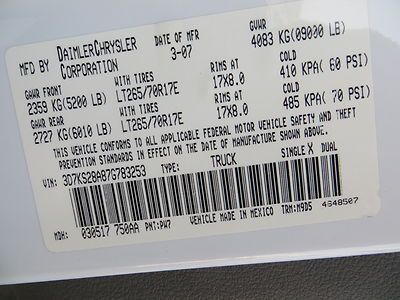 MFD BY DAIMLERCHRYSLER CORPORATION
DATE OF MFR 3-07
GVWR 4083 KG(09000 LB)
GAWR FRONT WITH TIRES RIMS AT COLD
2359 KG(5200 LB) LT265/70R17E 17X8.0 410 KPA( 60 PSI)
GAWR REAR WITH TIRES RIMS AT COLD
2727 KG(6010 LB) LT265/70R17E 17X8.0 485 KPA( 70 PSI)
THIS VEHICLE CONFORMS TO ALL APPLICABLE FEDERAL MOTOR VEHICLE SAFETY AND THEFT
PREVENTION STANDARDS IN EFFECT ON THE DATE OF MANUFACTURE SHOWN ABOVE.
VIN: 3D7KS28A87G783253 TYPE: TRUCK SINGLE X DUAL
MDH: 030517 750AA PNT:PW7 VEHICLE MADE IN MEXICO TRM:M9D5 4648507